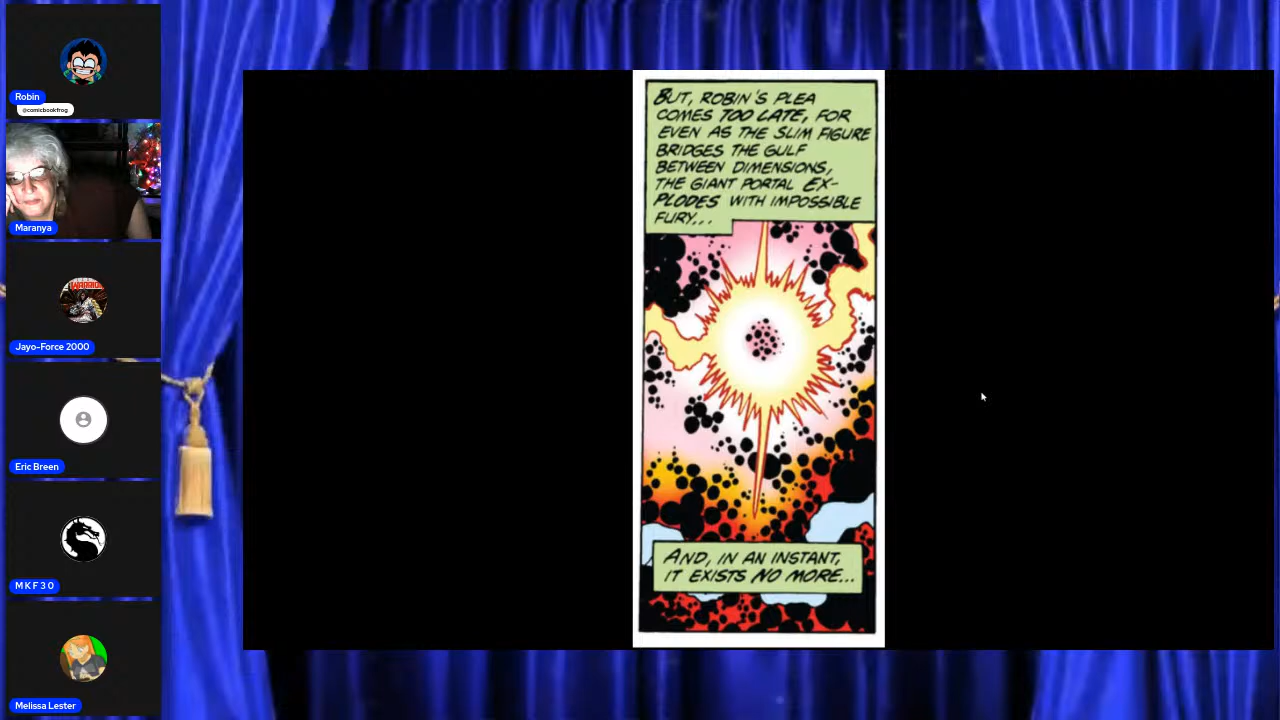 Robin
@comicbookfrog
Maranya
Jayo-Force 2000
Eric Breen
M K F 3 0
Melissa Lester
BUT, ROBIN'S PLEA
COMES TOO LATE, FOR
EVEN AS THE SLIM FIGURE
BRIDGES THE GULF
BETWEEN DIMENSIONS,
THE GIANT PORTAL EX-
PLODES WITH IMPOSSIBLE
FURY...
AND, IN AN INSTANT,
IT EXISTS NO MORE...